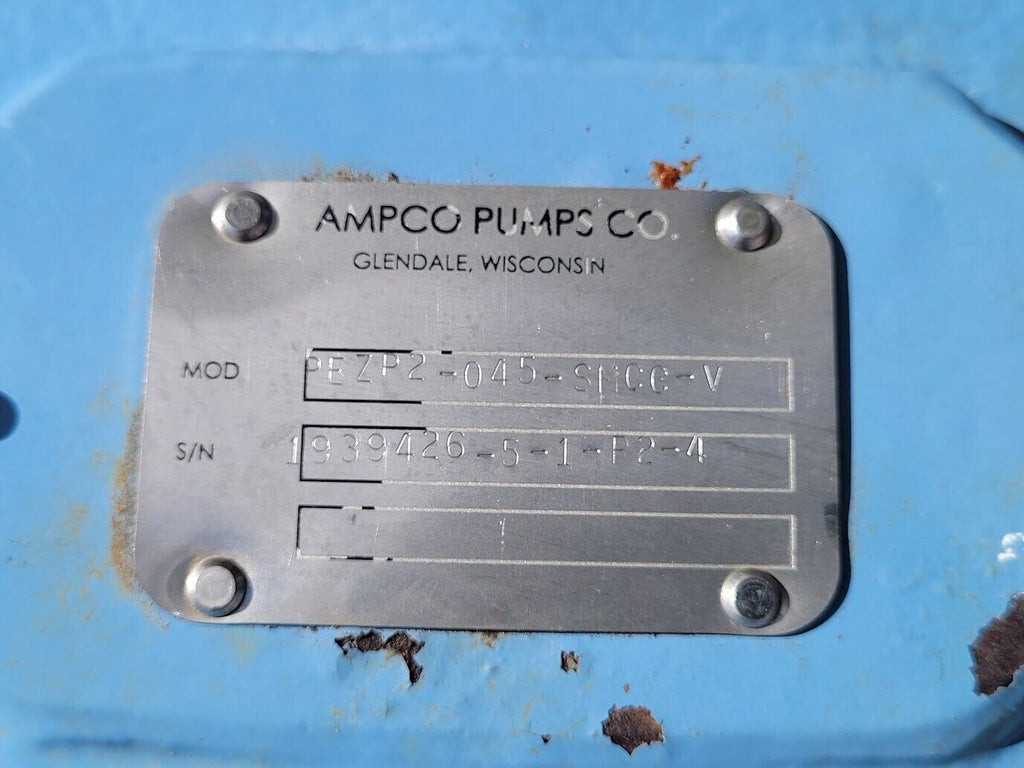 AMPCO PUMPS CO.
GLENDALE, WISCONSIN
MOD PEZP2-045-SMCC-V
S/N 1939426-5-1-P2-4